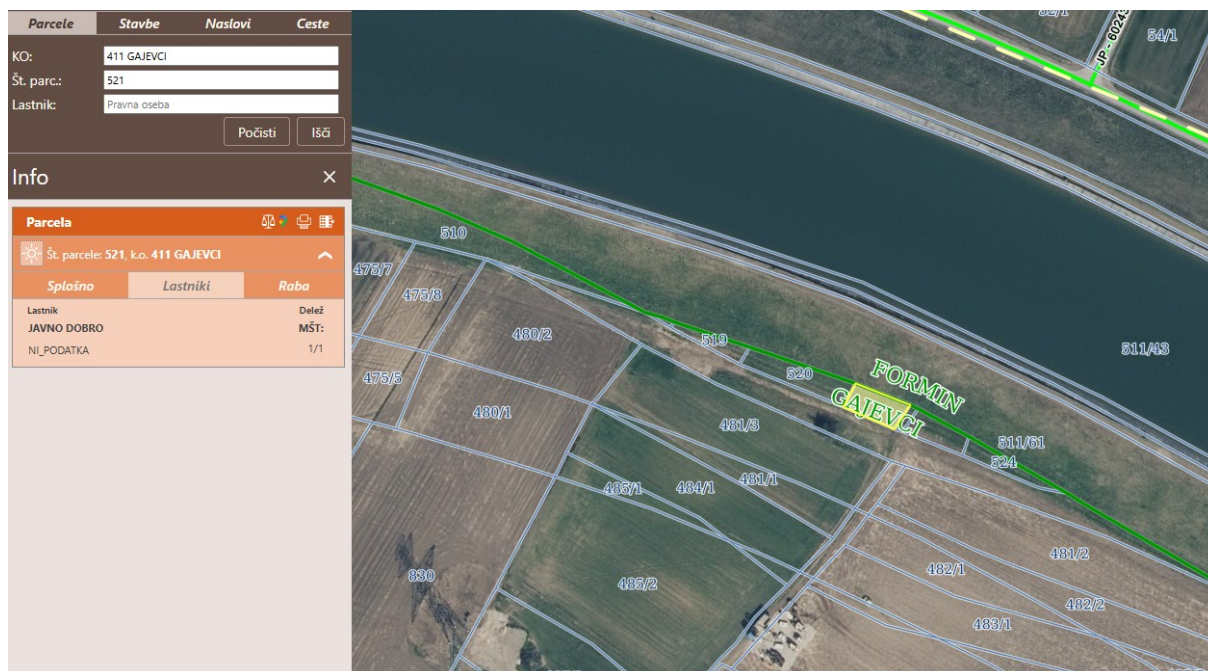 Parcele Stavbe Naslovi Ceste
KO: 411 GAJEVCI
Št. parc.: 521
Lastnik: Pravna oseba
Počisti Išči
Info
Parcela
Št. parcele: 521, k.o. 411 GAJEVCI
Splošno Lastniki Raba
Lastnik Delež
JAVNO DOBRO MŠT:
NI_PODATKA 1/1
54/1
510
475/7
475/8
480/2
519
511/43
520
FORMIN
475/5
GAJEVCI
480/1
481/3
511/61
524
485/1
484/1
481/1
481/2
482/1
830
485/2
482/2
483/1